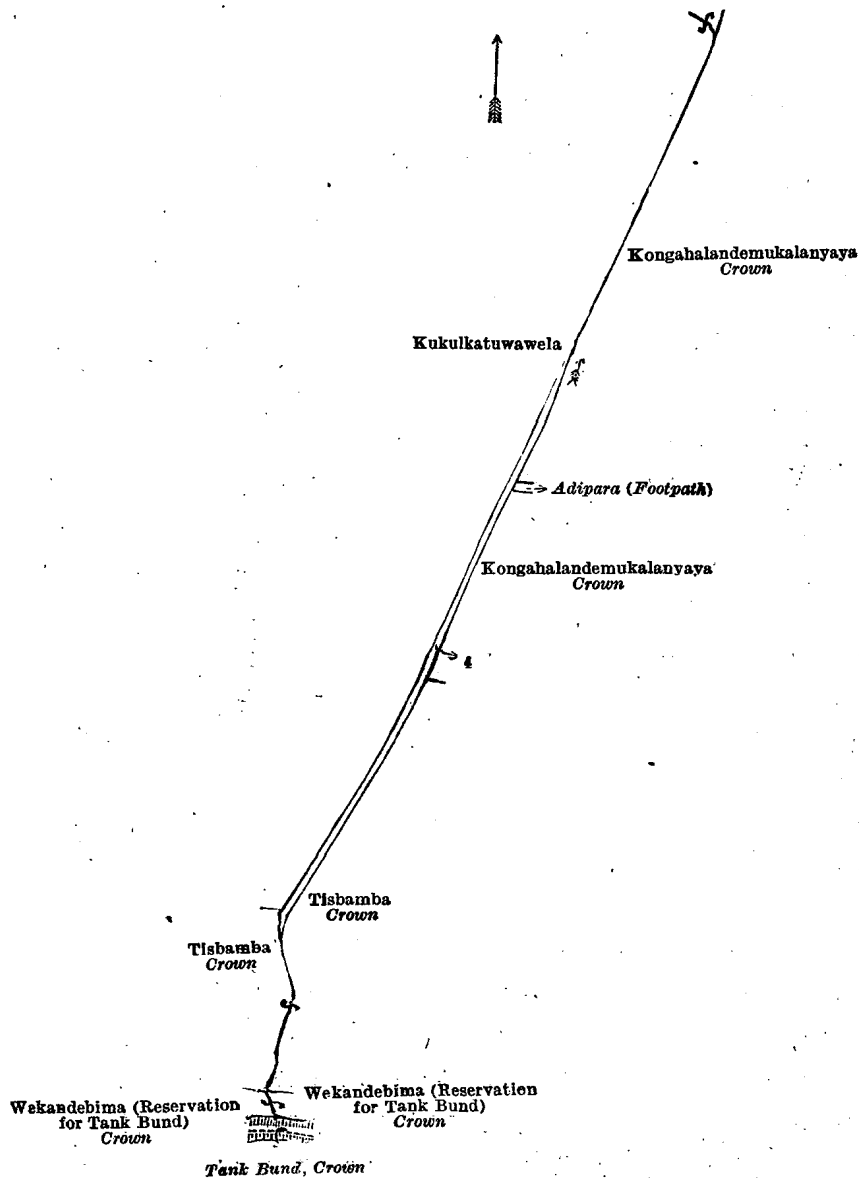 Kongahalandemukalanyaya
Crown
Kukulkatuwawela
Adipara (Footpath)
Kongahalandemukalanyaya
Crown
4
Tisbamba
Crown
Tisbamba
Crown
Wekandebima (Reservation
for Tank Bund)
Crown
Wekandebima (Reservation
for Tank Bund)
Crown
Tank Bund, Crown